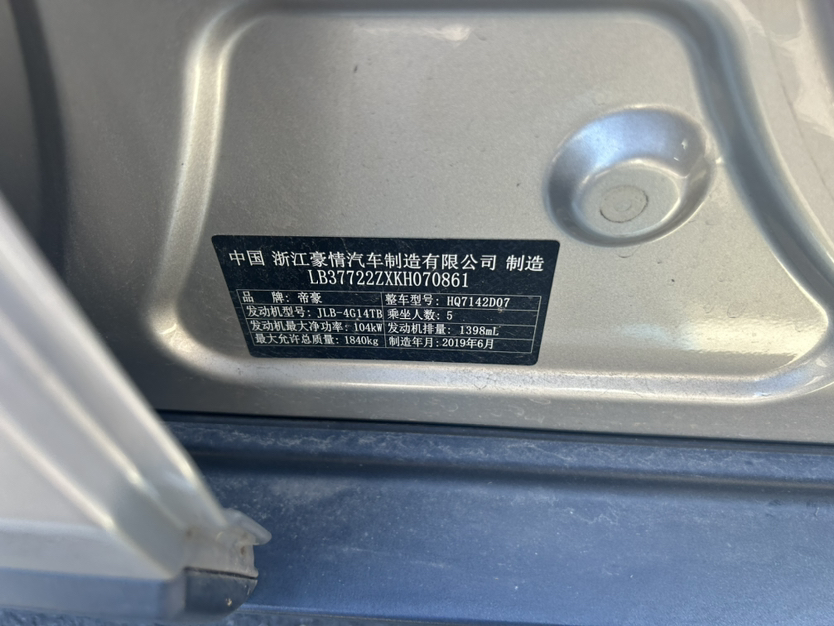 中国 浙江豪情汽车制造有限公司 制造
LB37722ZXKH070861
品 牌: 帝豪 整车型号: HQ7142D07
发动机型号: JLB-4G14TB 乘坐人数: 5
发动机最大净功率: 104kW 发动机排量: 1398mL
最大允许总质量: 1840kg 制造年月: 2019年6月